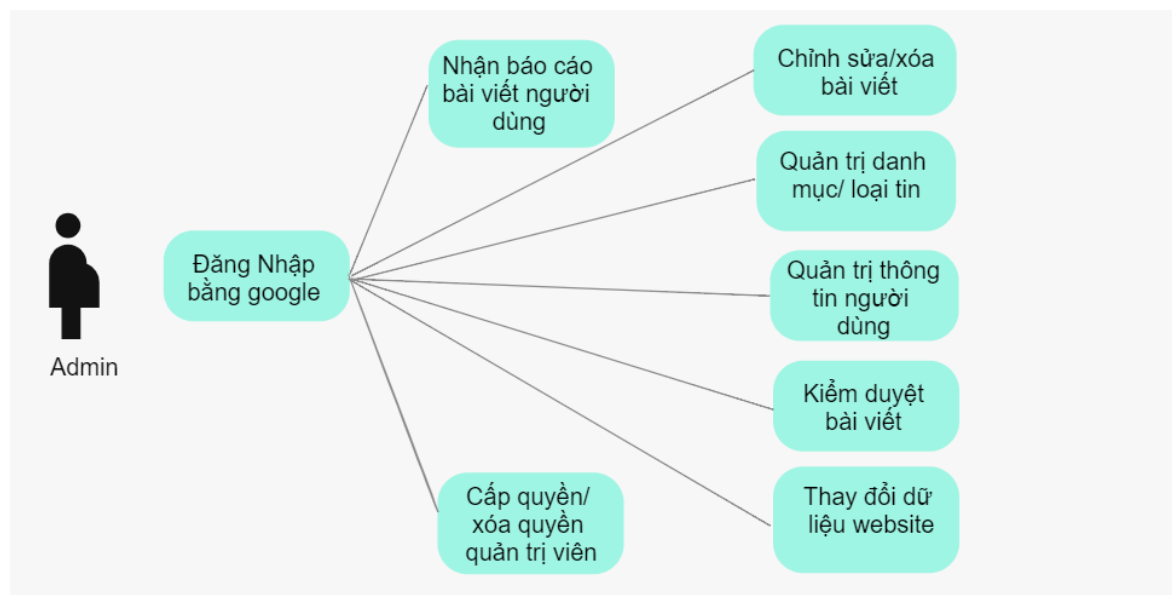 Nhận báo cáo
bài viết người
dùng
Chỉnh sửa/xóa
bài viết
Quản trị danh
mục/ loại tin
Đăng Nhập
bằng google
Quản trị thông
tin người
dùng
Admin
Kiểm duyệt
bài viết
Cấp quyền/
xóa quyền
quản trị viên
Thay đổi dữ
liệu website